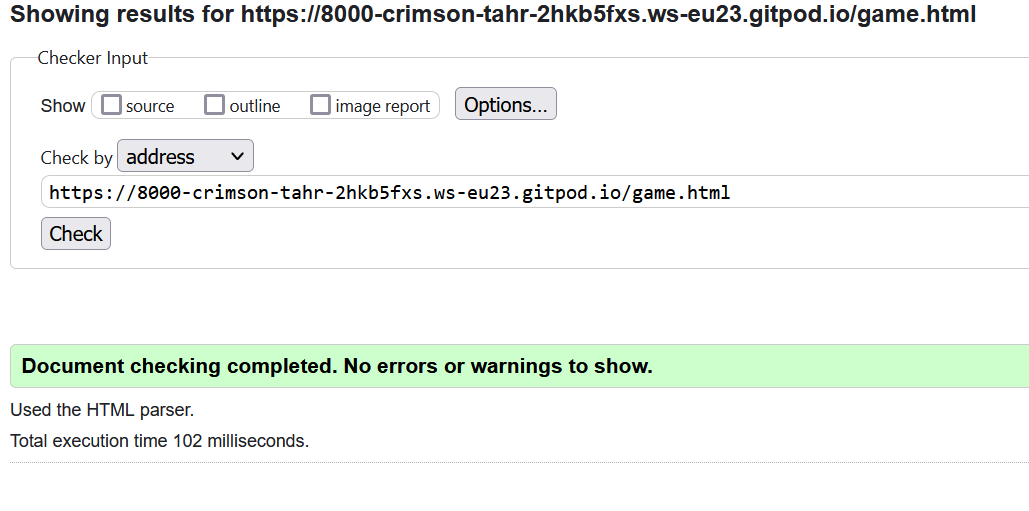 Showing results for https://8000-crimson-tahr-2hkb5fxs.ws-eu23.gitpod.io/game.html
Checker Input
Show source outline image report Options...
Check by address
https://8000-crimson-tahr-2hkb5fxs.ws-eu23.gitpod.io/game.html
Check
Document checking completed. No errors or warnings to show.
Used the HTML parser.
Total execution time 102 milliseconds.